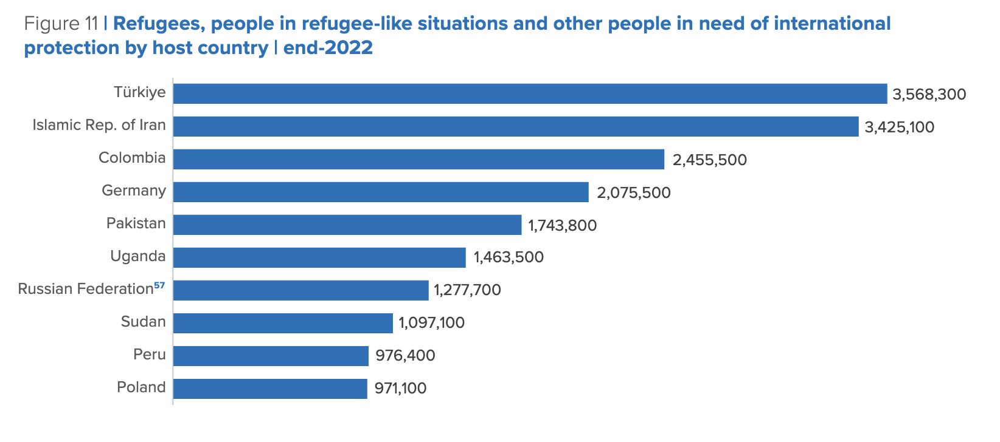 Figure 11 | Refugees, people in refugee-like situations and other people in need of international
protection by host country | end-2022
Türkiye 3,568,300
Islamic Rep. of Iran 3,425,100
Colombia 2,455,500
Germany 2,075,500
Pakistan 1,743,800
Uganda 1,463,500
Russian Federation57 1,277,700
Sudan 1,097,100
Peru 976,400
Poland 971,100